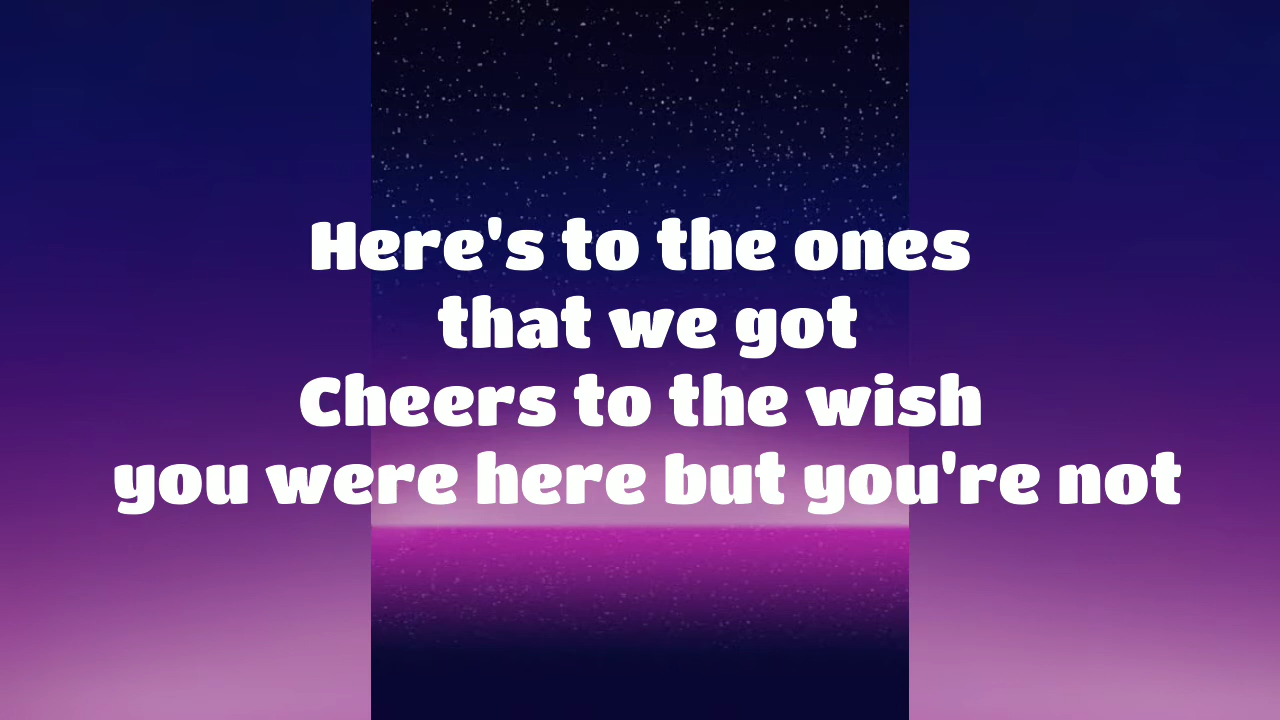 Here's to the ones
that we got
Cheers to the wish
you were here but you're not